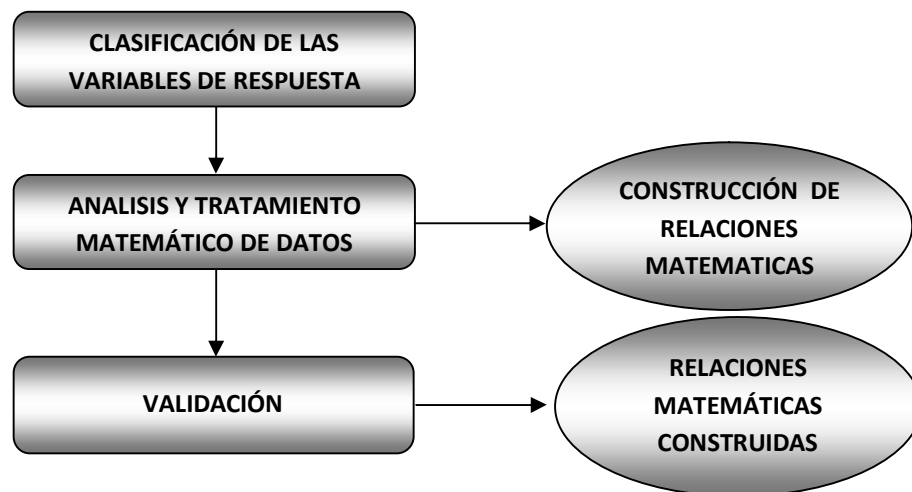 CLASIFICACIÓN DE LAS
VARIABLES DE RESPUESTA
ANALISIS Y TRATAMIENTO
MATEMÁTICO DE DATOS
CONSTRUCCIÓN DE
RELACIONES
MATEMATICAS
VALIDACIÓN
RELACIONES
MATEMÁTICAS
CONSTRUIDAS